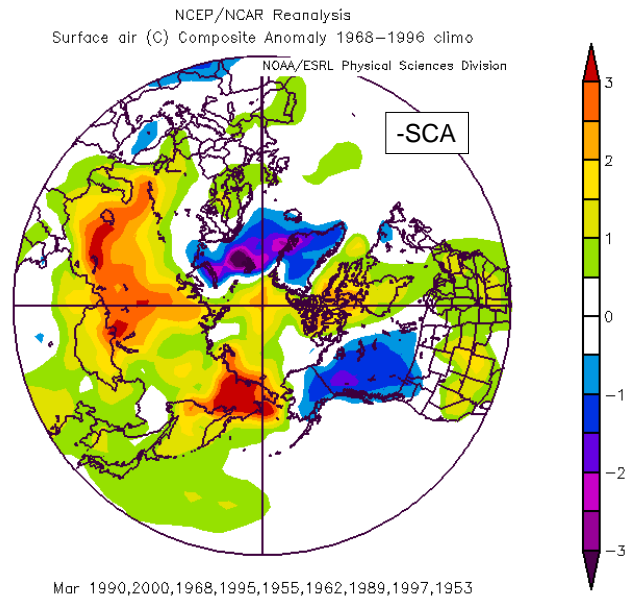 NCEP/NCAR Reanalysis
Surface air (C) Composite Anomaly 1968-1996 climo
NOAA/ESRL Physical Sciences Division
-SCA
3
2
1
0
-1
-2
-3
Mar 1990,2000,1968,1995,1955,1962,1989,1997,1953